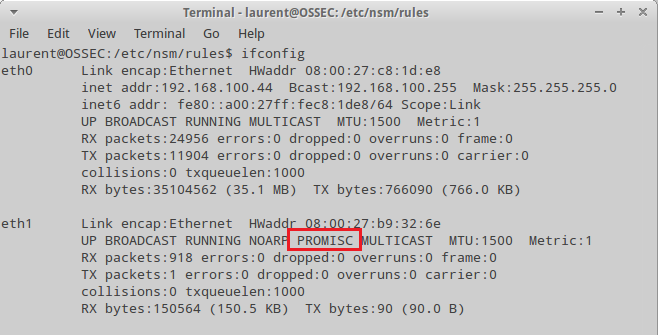 Terminal - laurent@OSSEC: /etc/nsm/rules
File Edit View Terminal Go Help
laurent@OSSEC:/etc/nsm/rules$ ifconfig
eth0 Link encap:Ethernet HWaddr 08:00:27:c8:1d:e8
inet addr:192.168.100.44 Bcast:192.168.100.255 Mask:255.255.255.0
inet6 addr: fe80::a00:27ff:fec8:1de8/64 Scope:Link
UP BROADCAST RUNNING MULTICAST MTU:1500 Metric:1
RX packets:24956 errors:0 dropped:0 overruns:0 frame:0
TX packets:11904 errors:0 dropped:0 overruns:0 carrier:0
collisions:0 txqueuelen:1000
RX bytes:35104562 (35.1 MB) TX bytes:766090 (766.0 KB)
eth1 Link encap:Ethernet HWaddr 08:00:27:b9:32:6e
UP BROADCAST RUNNING NOARP PROMISC MULTICAST MTU:1500 Metric:1
RX packets:918 errors:0 dropped:0 overruns:0 frame:0
TX packets:1 errors:0 dropped:0 overruns:0 carrier:0
collisions:0 txqueuelen:1000
RX bytes:150564 (150.5 KB) TX bytes:90 (90.0 B)